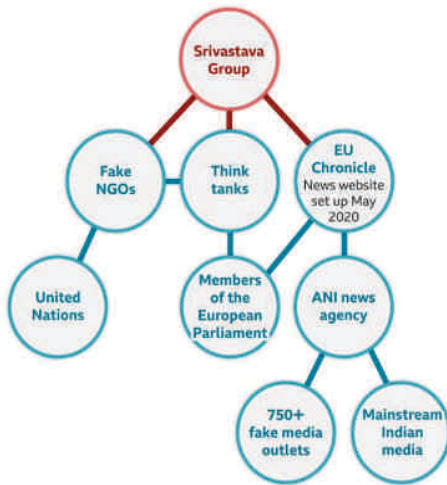 Srivastava
Group
Fake
NGOs
Think
tanks
EU
Chronicle
News website
set up May
2020
United
Nations
Members
of the
European
Parliament
ANI news
agency
750+
fake media
outlets
Mainstream
Indian
media